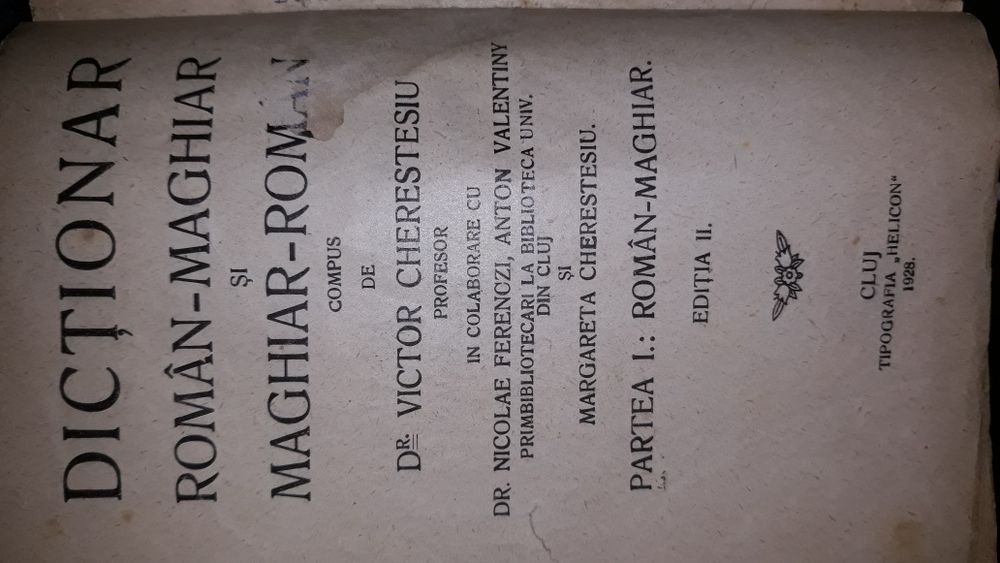 DICȚIONAR
ROMÂN-MAGHIAR
ȘI
MAGHIAR-ROMÂN
COMPUS
DE
DR. VICTOR CHERESTESIU
PROFESOR
IN COLABORARE CU
DR. NICOLAE FERENCZI, ANTON VALENTINY
PRIMBIBLIOTECARI LA BIBLIOTECA UNIV.
DIN CLUJ
ȘI
MARGARETA CHERESTESIU.
PARTEA I.: ROMÂN-MAGHIAR.
EDIȚIA II.
CLUJ
TIPOGRAFIA „HELICON“
1928.